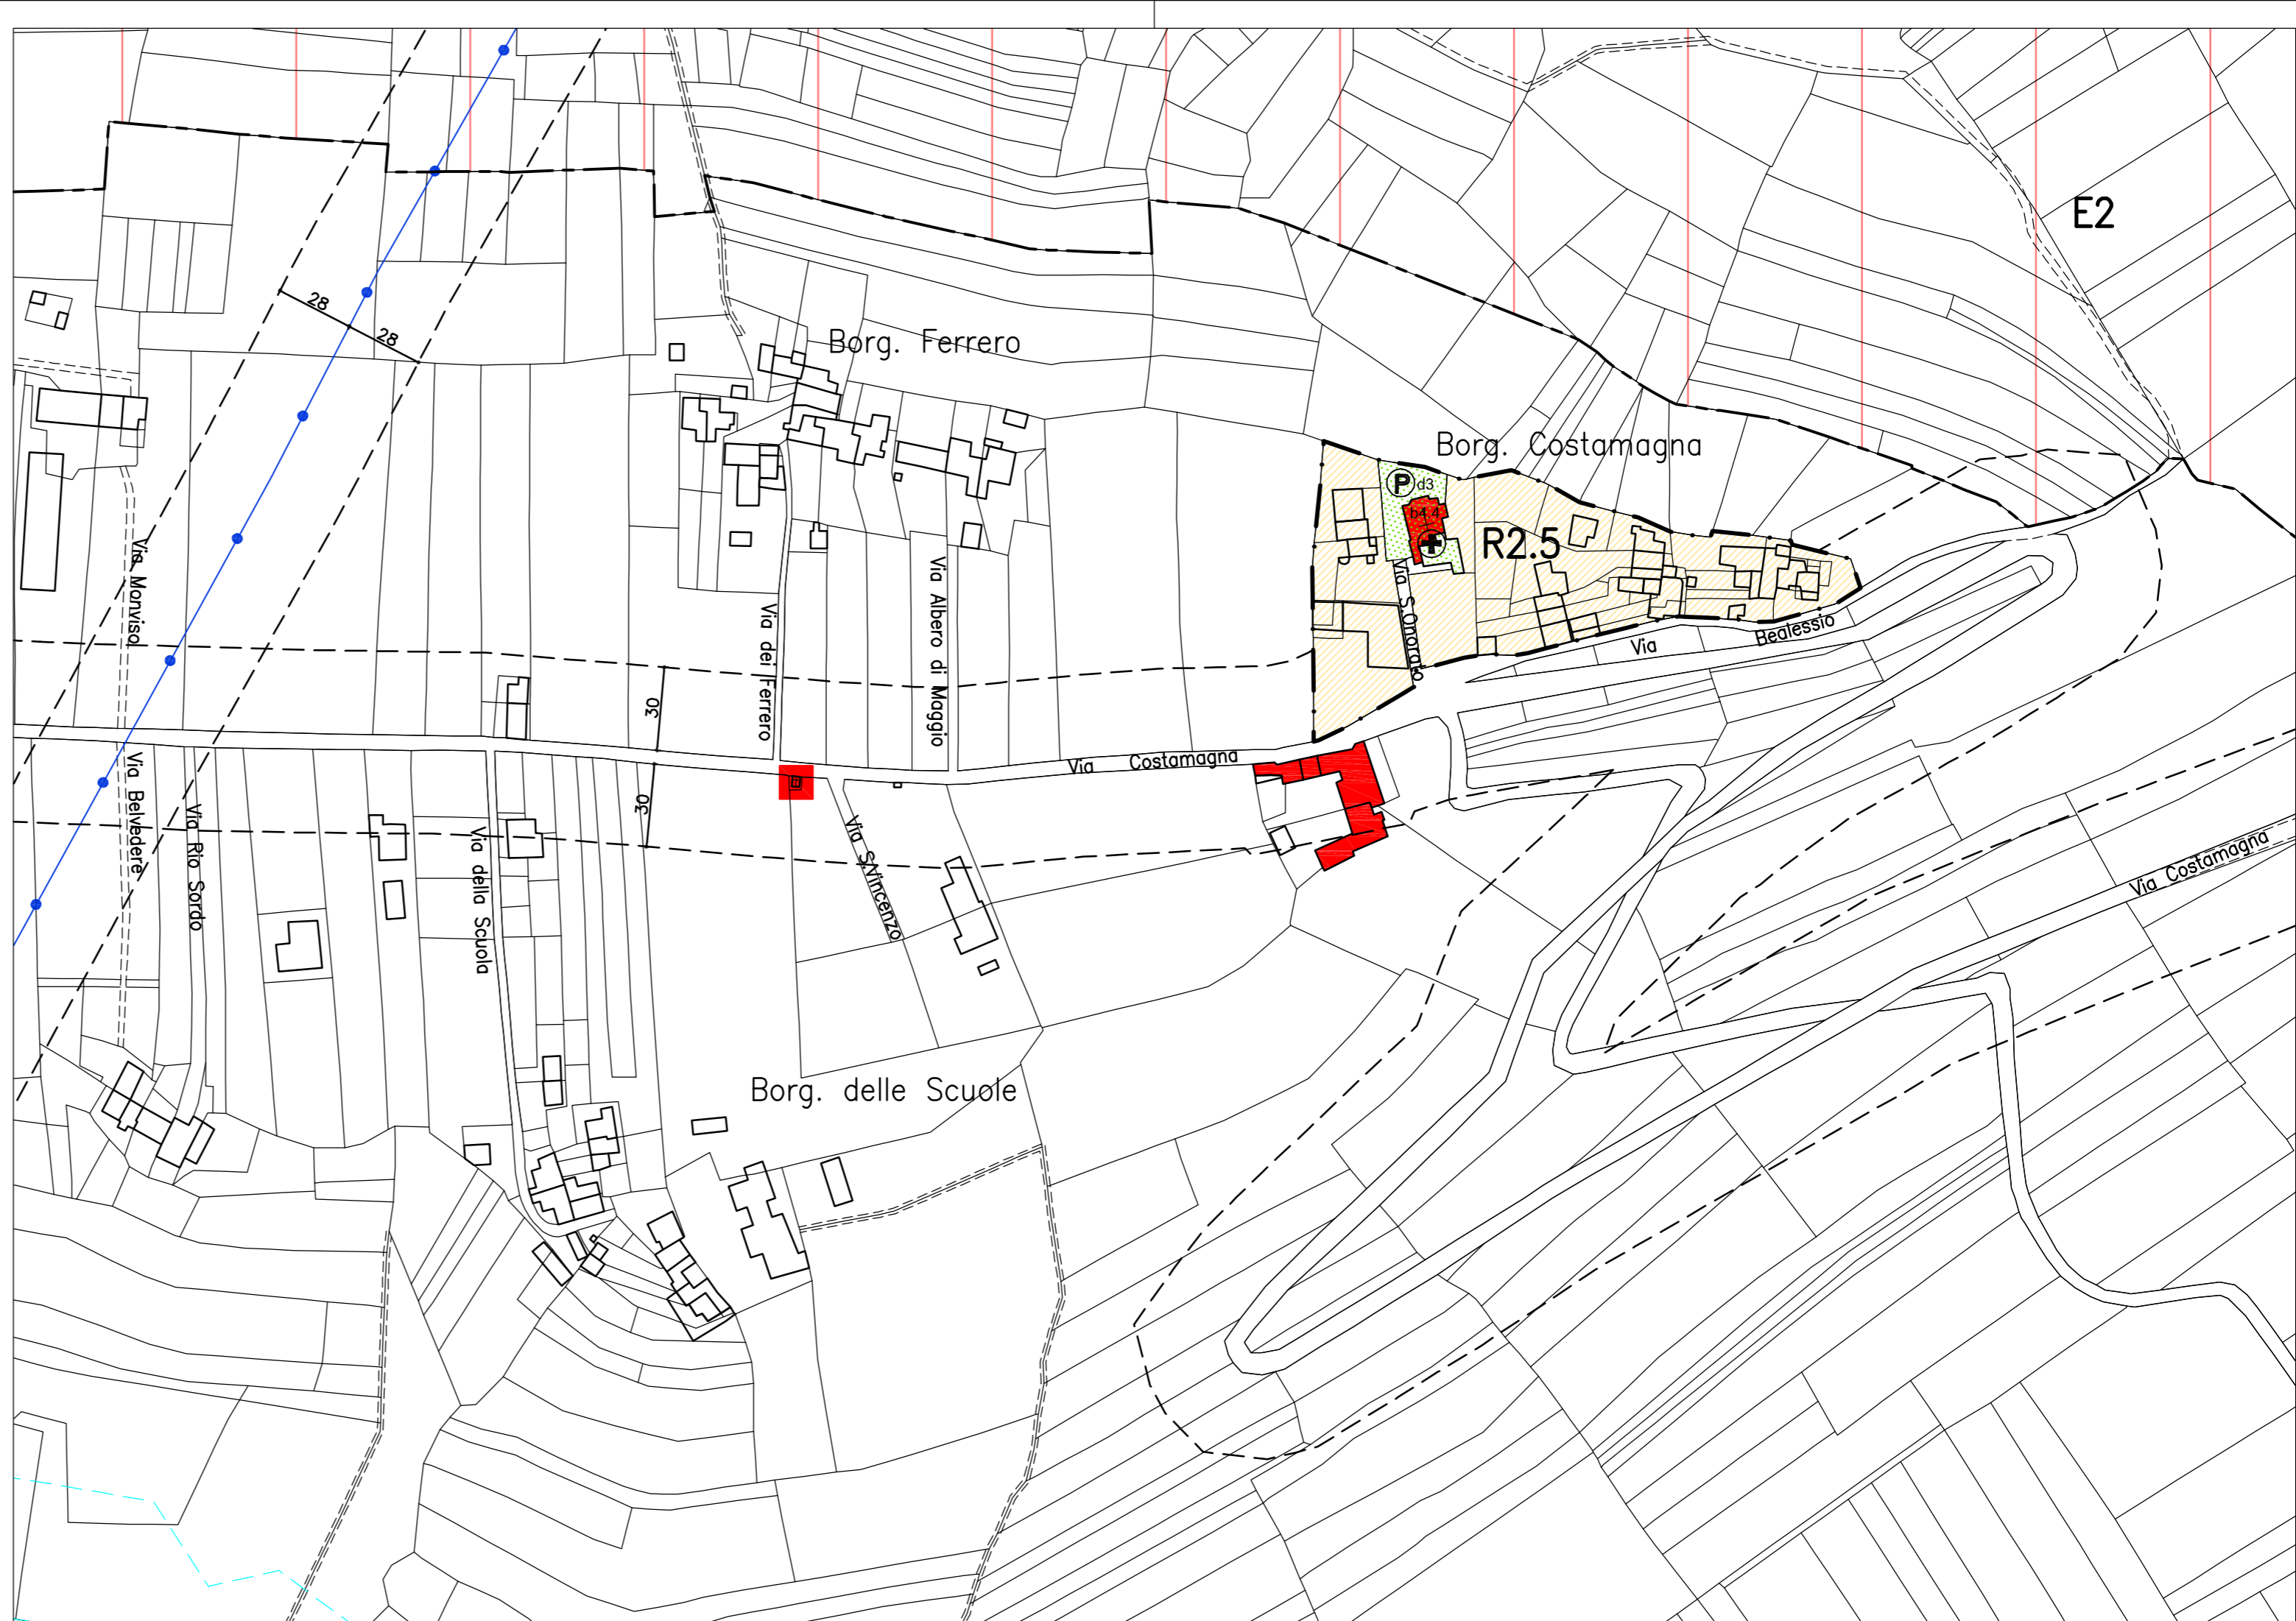 E2
28
28
Borg. Ferrero
Borg. Costamagna
P
d3
b4.4
R2.5
Via Monviso
Via S.Onorato
Via Albero di Maggio
Via dei Ferrero
Via Bealessio
30
Via Costamagna
Via Belvedere
30
Via Rio Sordo
Via della Scuola
Via S.Vincenzo
Via Costamagna
Borg. delle Scuole